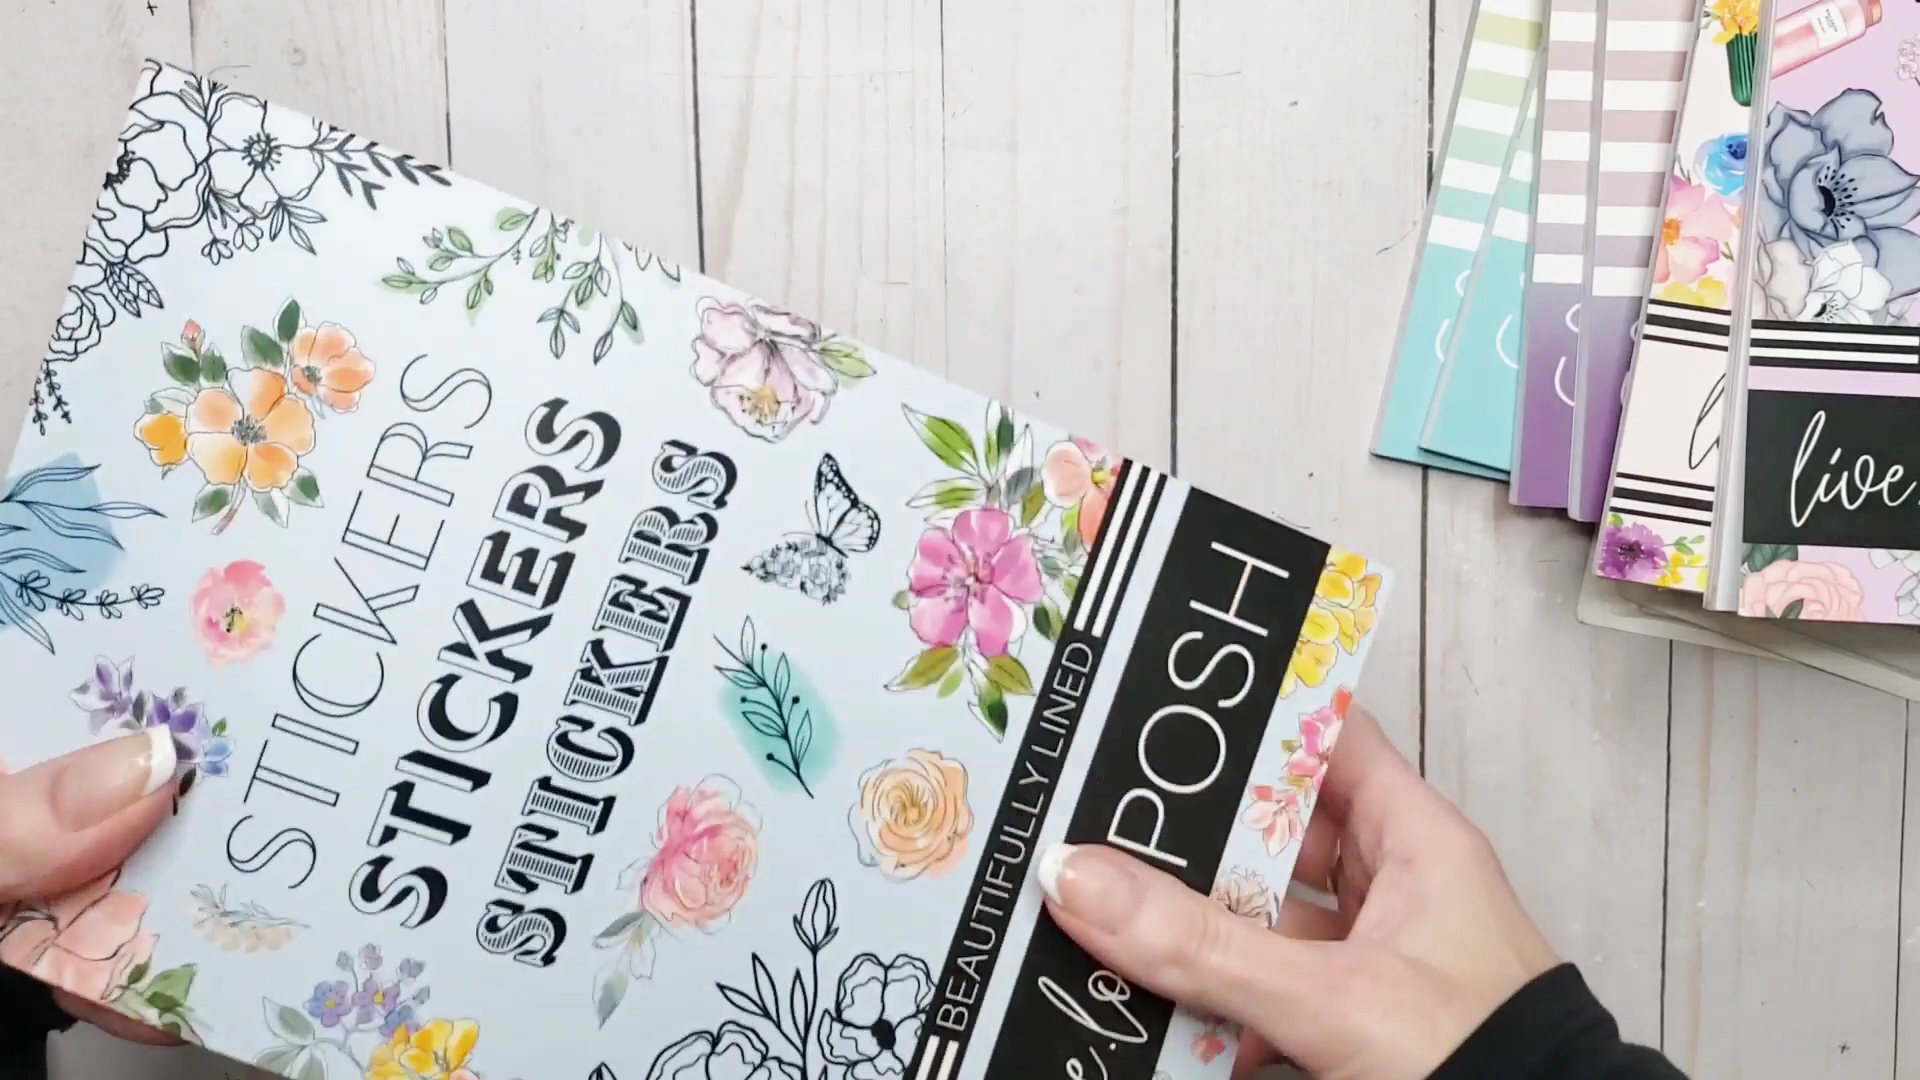 STICKERS
STICKERS
STICKERS
BEAUTIFULLY LINED
POSH
live.